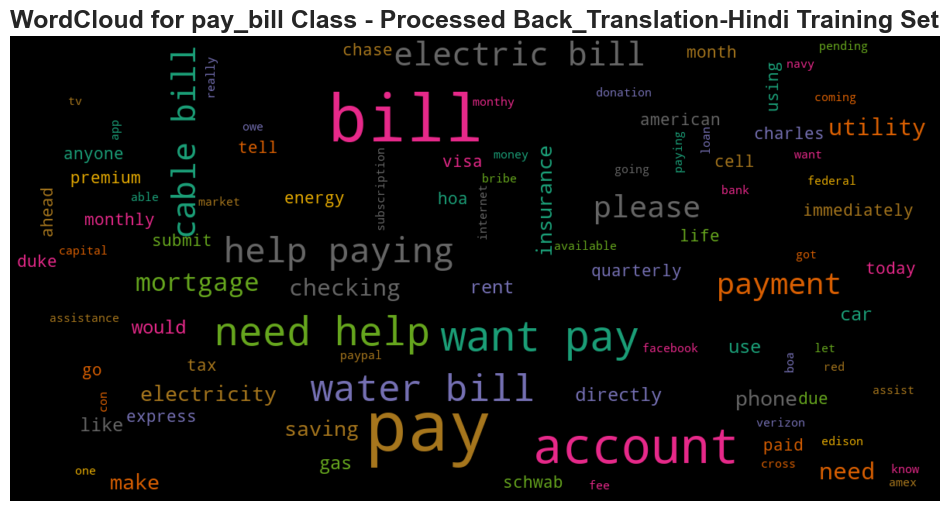 WordCloud for pay_bill Class - Processed Back_Translation-Hindi Training Set
pending
chase
electric bill
month
cable bill
really
navy
using
tv
monthy
donation
coming
bill
american
app
owe
charles
utility
anyone
tell
subscription
visa
money
insurance
paying
loan
cell
want
going
premium
bribe
federal
able
market
energy
internet
hoa
bank
ahead
please
immediately
monthly
submit
available
life
capital
help paying
got
duke
quarterly
today
mortgage
checking
rent
payment
assistance
would
need help
want pay
car
paypal
facebook
use
boa
let
go
tax
red
con
electricity
water bill
directly
assist
express
phone
due
like
saving
pay
verizon
account
paid
edison
gas
cross
need
one
know
make
schwab
fee
amex